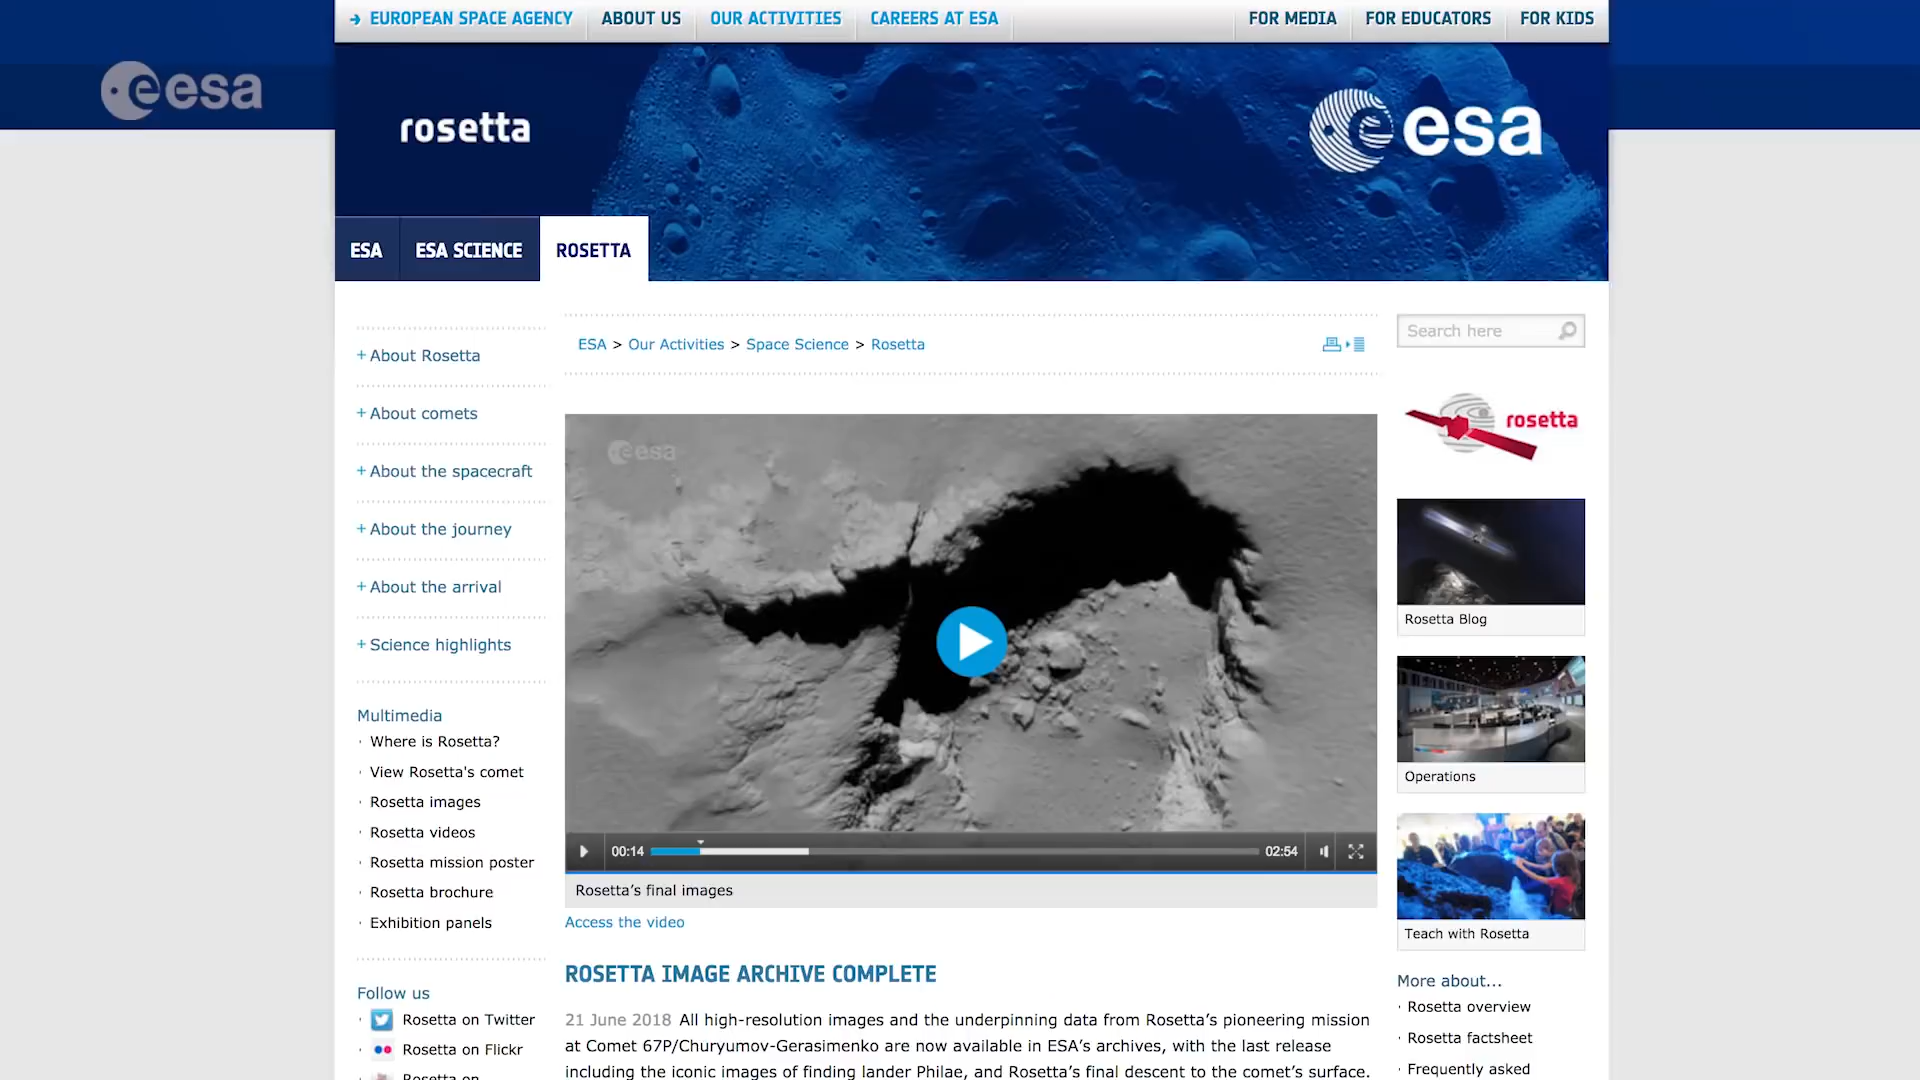 EUROPEAN SPACE AGENCY ABOUT US OUR ACTIVITIES CAREERS AT ESA FOR MEDIA FOR EDUCATORS FOR KIDS
esa
rosetta
esa
ESA ESA SCIENCE ROSETTA
ESA > Our Activities > Space Science > Rosetta
Search here
+ About Rosetta
+ About comets
+ About the spacecraft
+ About the journey
+ About the arrival
+ Science highlights
Multimedia
Where is Rosetta?
View Rosetta's comet
Rosetta images
Rosetta videos
Rosetta mission poster
Rosetta brochure
Exhibition panels
Follow us
Rosetta on Twitter
Rosetta on Flickr
Rosetta on
esa
00:14 02:54
Rosetta’s final images
Access the video
ROSETTA IMAGE ARCHIVE COMPLETE
21 June 2018 All high-resolution images and the underpinning data from Rosetta’s pioneering mission
at Comet 67P/Churyumov-Gerasimenko are now available in ESA’s archives, with the last release
including the iconic images of finding lander Philae, and Rosetta’s final descent to the comet’s surface.
rosetta
Rosetta Blog
Operations
Teach with Rosetta
More about...
Rosetta overview
Rosetta factsheet
Frequently asked